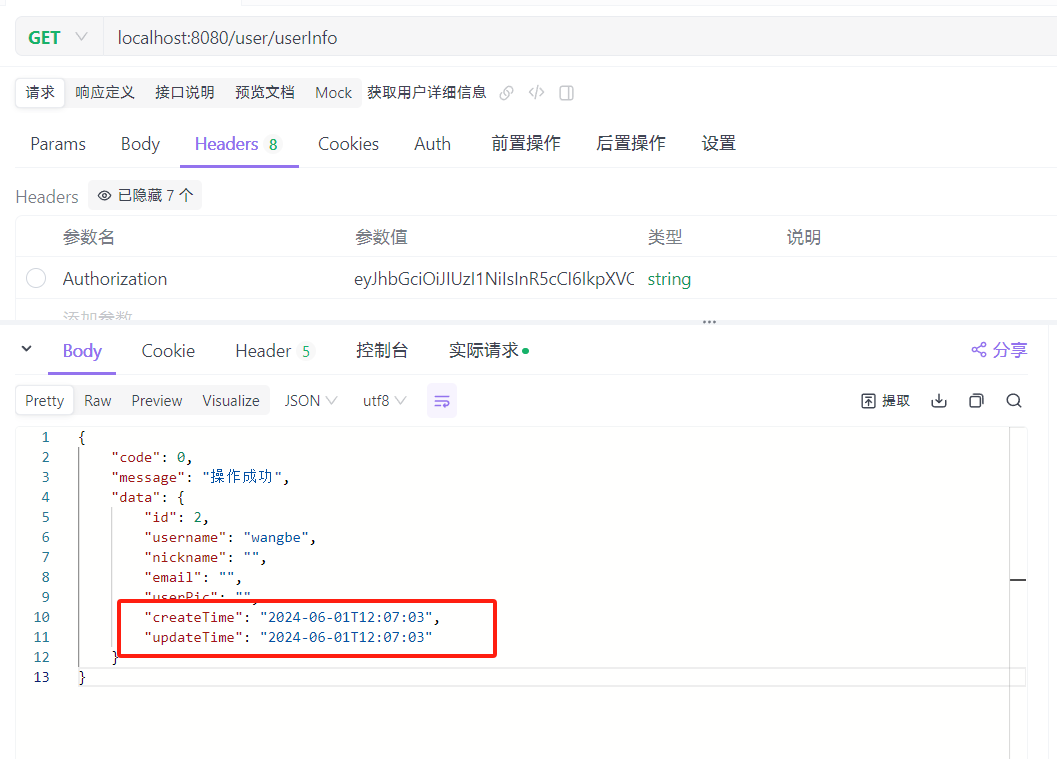 GET localhost:8080/user/userInfo
请求 响应定义 接口说明 预览文档 Mock 获取用户详细信息
Params Body Headers 8 Cookies Auth 前置操作 后置操作 设置
Headers 已隐藏 7 个
参数名 参数值 类型 说明
Authorization eyJhbGciOiJIUzI1NiIsInR5cCI6IkpXVC string
添加参数
Body Cookie Header 5 控制台 实际请求 分享
Pretty Raw Preview Visualize JSON utf8 提取
1 {
2 "code": 0,
3 "message": "操作成功",
4 "data": {
5 "id": 2,
6 "username": "wangbe",
7 "nickname": "",
8 "email": "",
9 "userPic": "",
10 "createTime": "2024-06-01T12:07:03",
11 "updateTime": "2024-06-01T12:07:03"
12 }
13 }